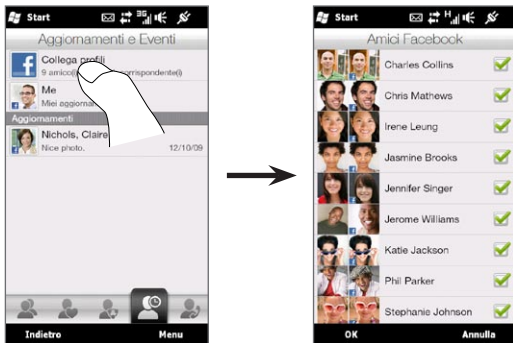 Start
3G
Aggiornamenti e Eventi
Collega profili
9 amico(i) corrispondente(i)
Me
Miei aggiorna
Aggiornamenti
Nichols, Claire
Nice photo. 12/10/09
Indietro Menu
Start
H
Amici Facebook
Charles Collins
Chris Mathews
Irene Leung
Jasmine Brooks
Jennifer Singer
Jerome Williams
Katie Jackson
Phil Parker
Stephanie Johnson
OK Annulla